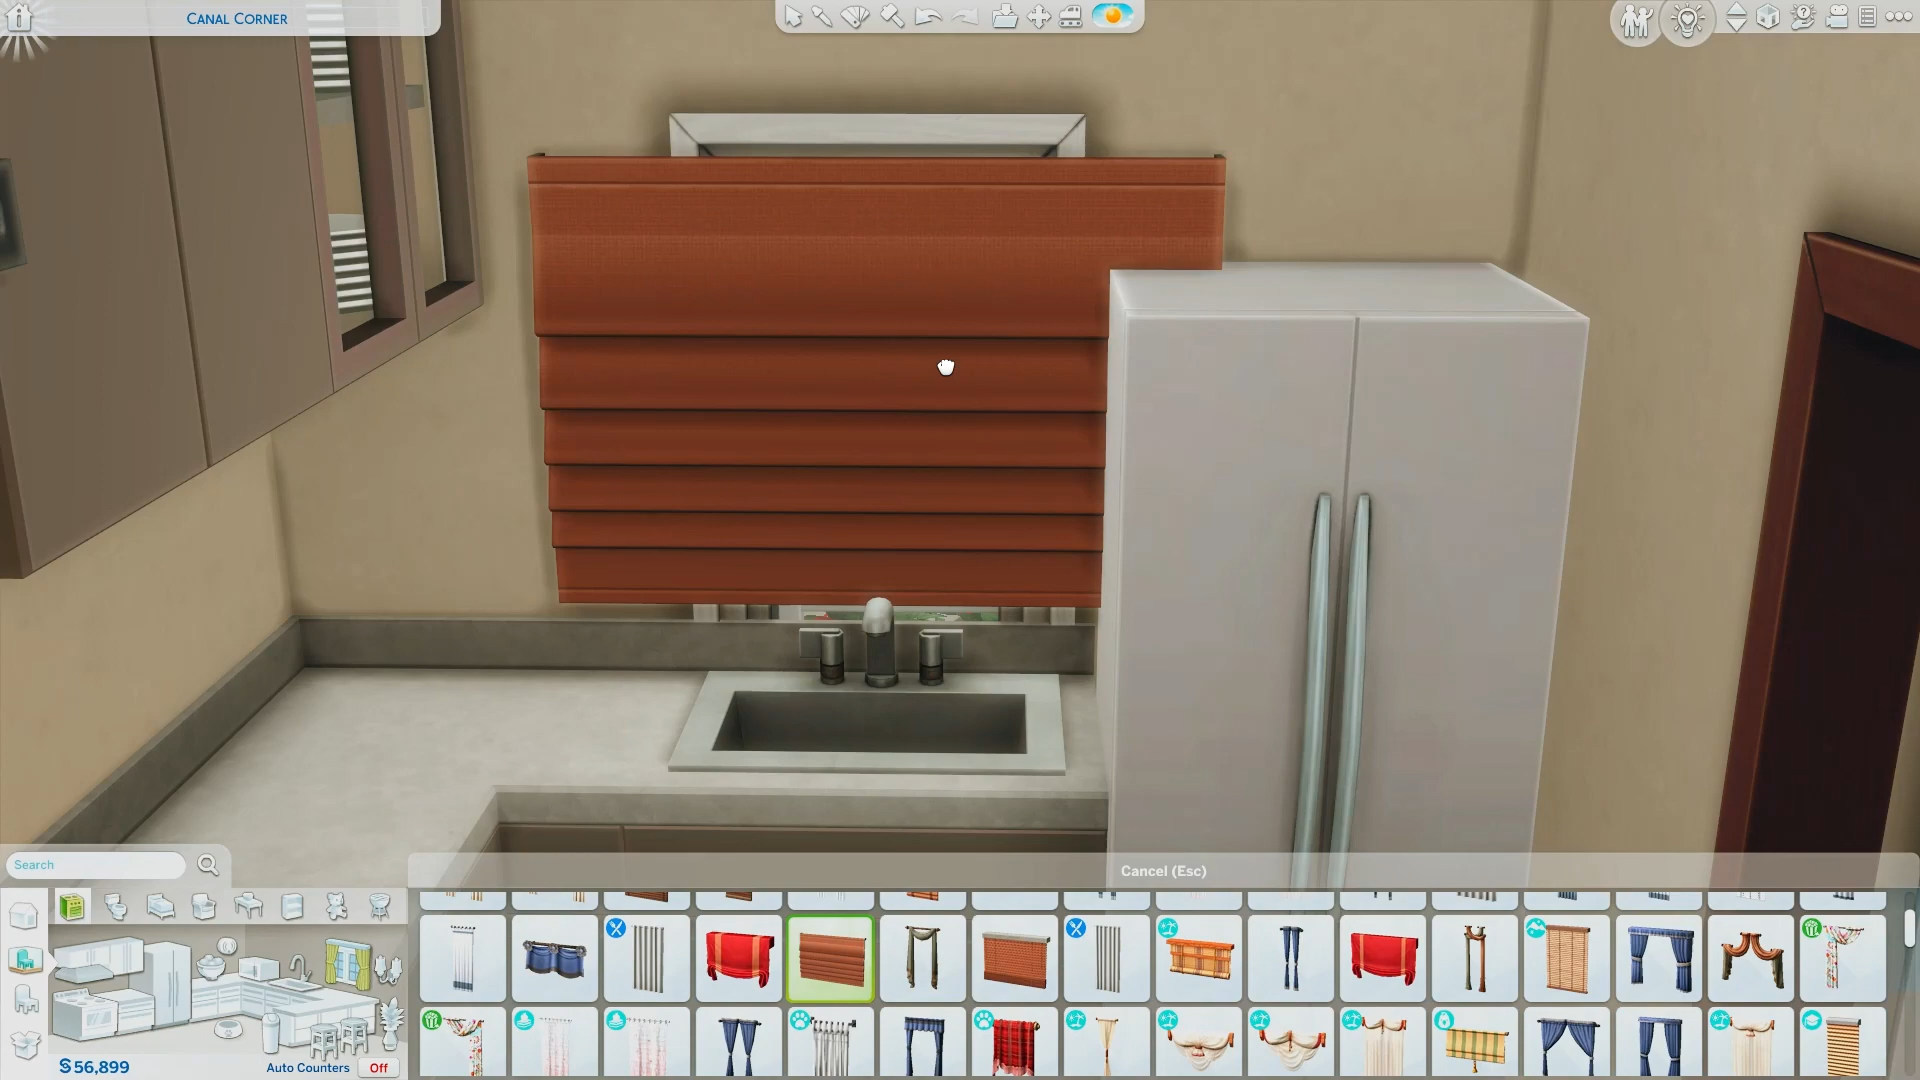 CANAL CORNER
Cancel (Esc)
Search
§56,899
Auto Counters Off